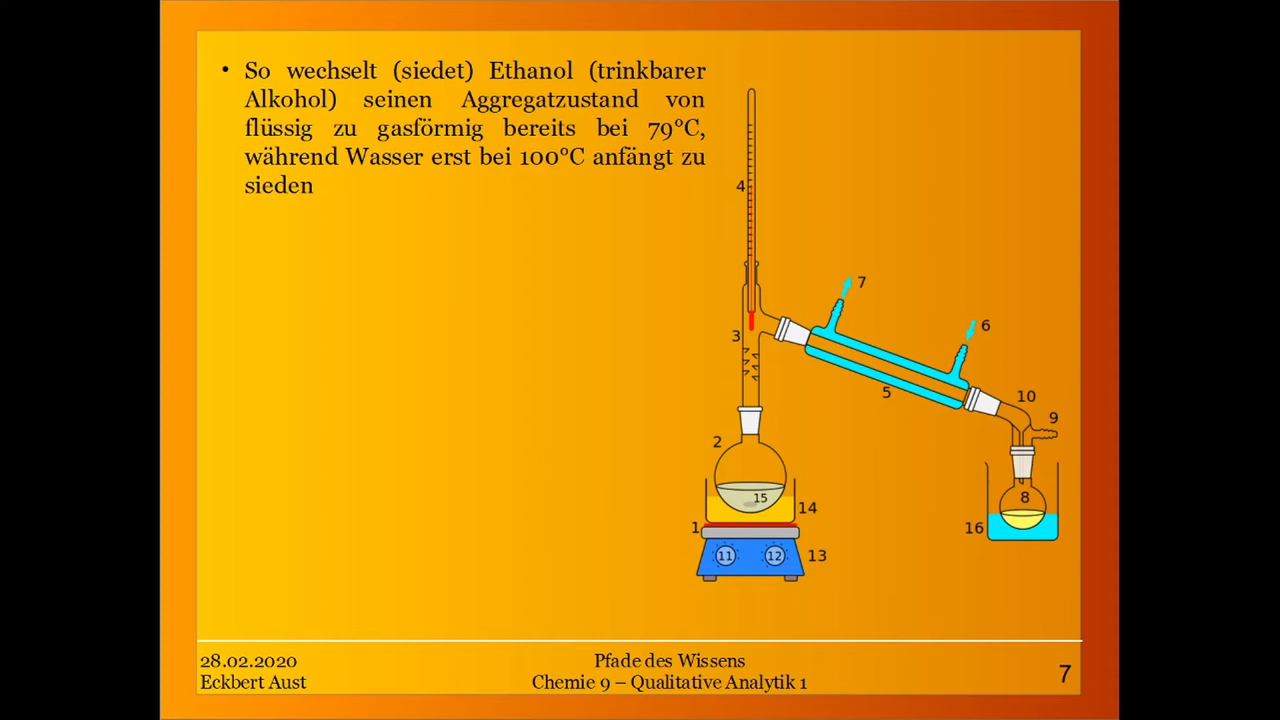 • So wechselt (siedet) Ethanol (trinkbarer
Alkohol) seinen Aggregatzustand von
flüssig zu gasförmig bereits bei 79°C,
während Wasser erst bei 100°C anfängt zu
sieden
4
7
6
3
5
10
9
2
15
8
14
1
16
11
12
13
28.02.2020
Eckbert Aust
Pfade des Wissens
Chemie 9 – Qualitative Analytik 1
7